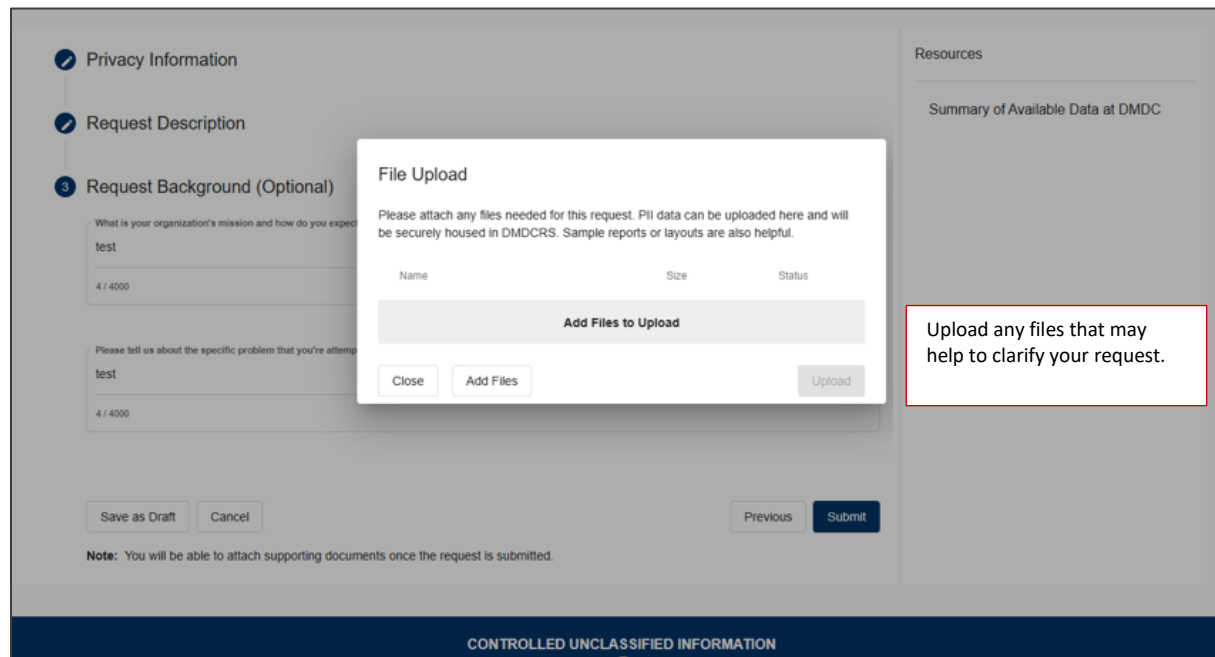 Privacy Information
Request Description
3
Request Background (Optional)
What is your organization's mission and how do you expect
test
4 / 4000
Please tell us about the specific problem that you're attemp
test
4 / 4000
Save as Draft
Cancel
Previous
Submit
Note: You will be able to attach supporting documents once the request is submitted.
File Upload
Please attach any files needed for this request. PII data can be uploaded here and will
be securely housed in DMDCRS. Sample reports or layouts are also helpful.
Name
Size
Status
Add Files to Upload
Close
Add Files
Upload
Resources
Summary of Available Data at DMDC
Upload any files that may
help to clarify your request.
CONTROLLED UNCLASSIFIED INFORMATION